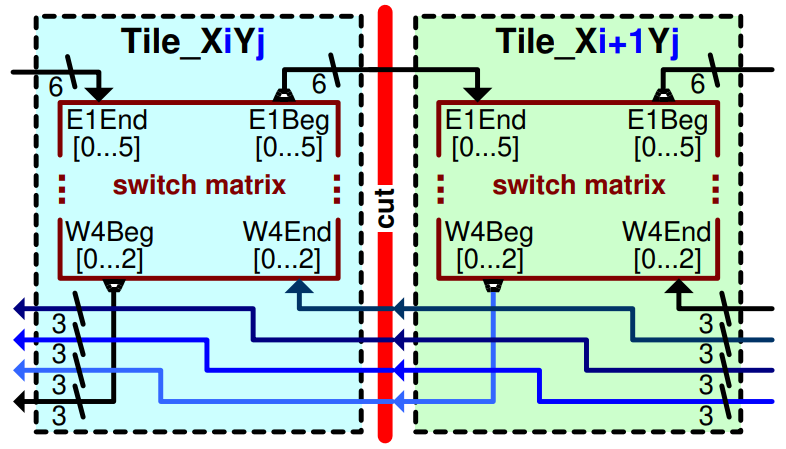 Tile_XiYj
6
6
E1End
[0...5]
E1Beg
[0...5]
switch matrix
W4Beg
[0...2]
W4End
[0...2]
3
3
3
3
cut
Tile_Xi+1Yj
6
E1End
[0...5]
E1Beg
[0...5]
switch matrix
W4Beg
[0...2]
W4End
[0...2]
3
3
3
3